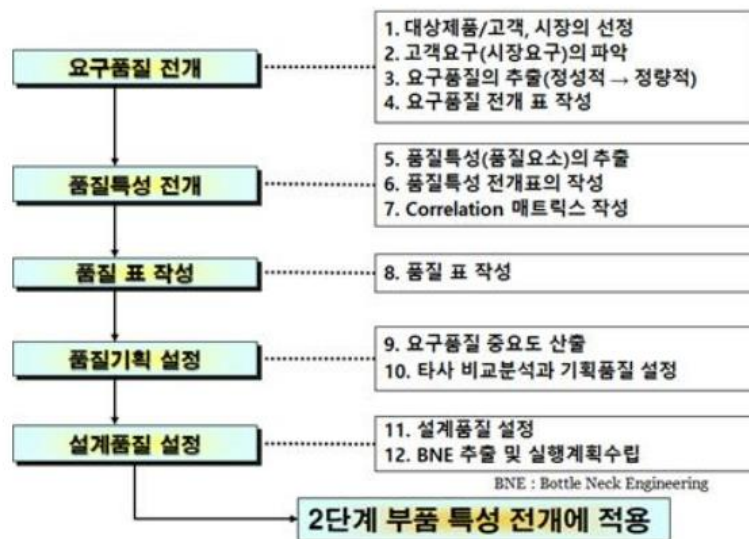 요구품질 전개
1. 대상제품/고객, 시장의 선정
2. 고객요구(시장요구)의 파악
3. 요구품질의 추출(정성적 → 정량적)
4. 요구품질 전개 표 작성
품질특성 전개
5. 품질특성(품질요소)의 추출
6. 품질특성 전개표의 작성
7. Correlation 매트릭스 작성
품질 표 작성
8. 품질 표 작성
품질기획 설정
9. 요구품질 중요도 산출
10. 타사 비교분석과 기획품질 설정
설계품질 설정
11. 설계품질 설정
12. BNE 추출 및 실행계획수립
BNE : Bottle Neck Engineering
2단계 부품 특성 전개에 적용